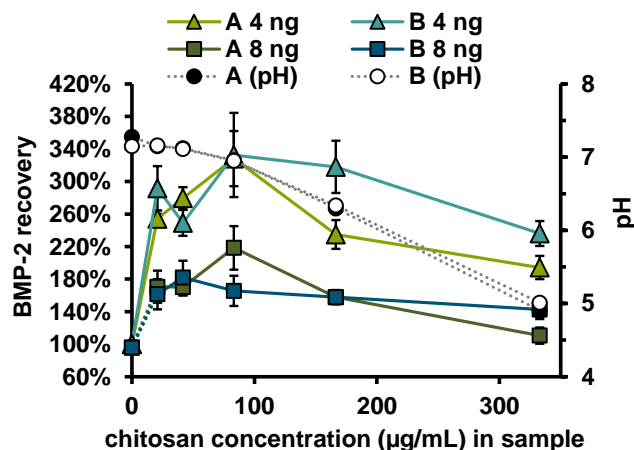 A 4 ng B 4 ng
A 8 ng B 8 ng
A (pH) B (pH)
420% 8
380%
340% 7
300%
260% 6
220%
180% 5
140%
100%
60% 4
BMP-2 recovery
pH
0 100 200 300
chitosan concentration (µg/mL) in sample